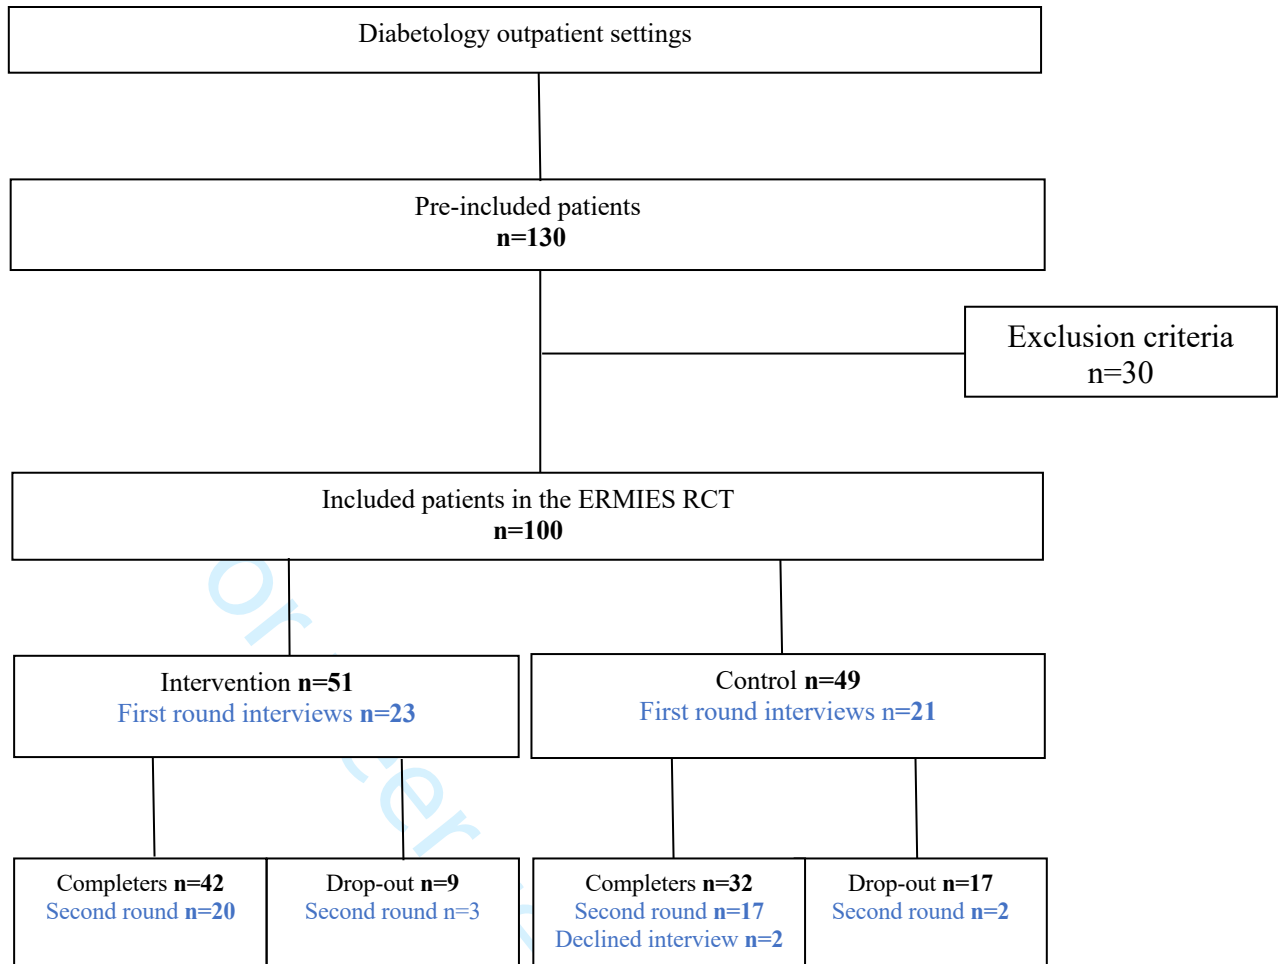 Diabetology outpatient settings
Pre-included patients
n=130
Exclusion criteria
n=30
Included patients in the ERMIES RCT
n=100
Intervention n=51
First round interviews n=23
Control n=49
First round interviews n=21
Completers n=42
Second round n=20
Drop-out n=9
Second round n=3
Completers n=32
Second round n=17
Declined interview n=2
Drop-out n=17
Second round n=2
or
eer